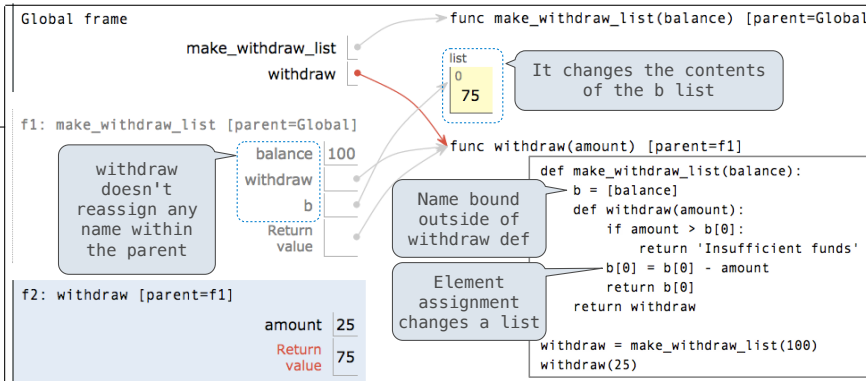 Global frame
func make_withdraw_list(balance) [parent=Global
make_withdraw_list
withdraw
list
0
75
It changes the contents
of the b list
f1: make_withdraw_list [parent=Global]
func withdraw(amount) [parent=f1]
balance 100
withdraw
b
Return
value
withdraw
doesn't
reassign any
name within
the parent
Name bound
outside of
withdraw def
Element
assignment
changes a list
def make_withdraw_list(balance):
b = [balance]
def withdraw(amount):
if amount > b[0]:
return 'Insufficient funds'
b[0] = b[0] - amount
return b[0]
return withdraw
withdraw = make_withdraw_list(100)
withdraw(25)
f2: withdraw [parent=f1]
amount 25
Return
value 75